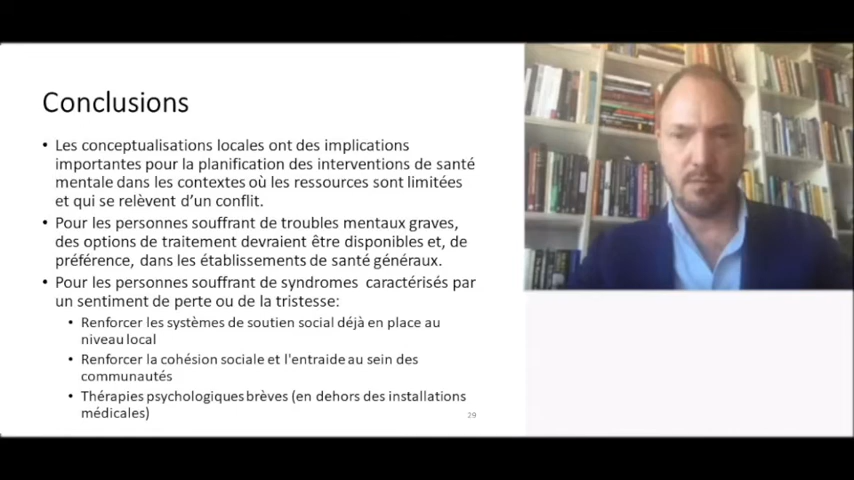 Conclusions
• Les conceptualisations locales ont des implications
importantes pour la planification des interventions de santé
mentale dans les contextes où les ressources sont limitées
et qui se relèvent d'un conflit.
• Pour les personnes souffrant de troubles mentaux graves,
des options de traitement devraient être disponibles et, de
préférence, dans les établissements de santé généraux.
• Pour les personnes souffrant de syndromes caractérisés par
un sentiment de perte ou de la tristesse:
• Renforcer les systèmes de soutien social déjà en place au
niveau local
• Renforcer la cohésion sociale et l'entraide au sein des
communautés
• Thérapies psychologiques brèves (en dehors des installations
médicales)
29